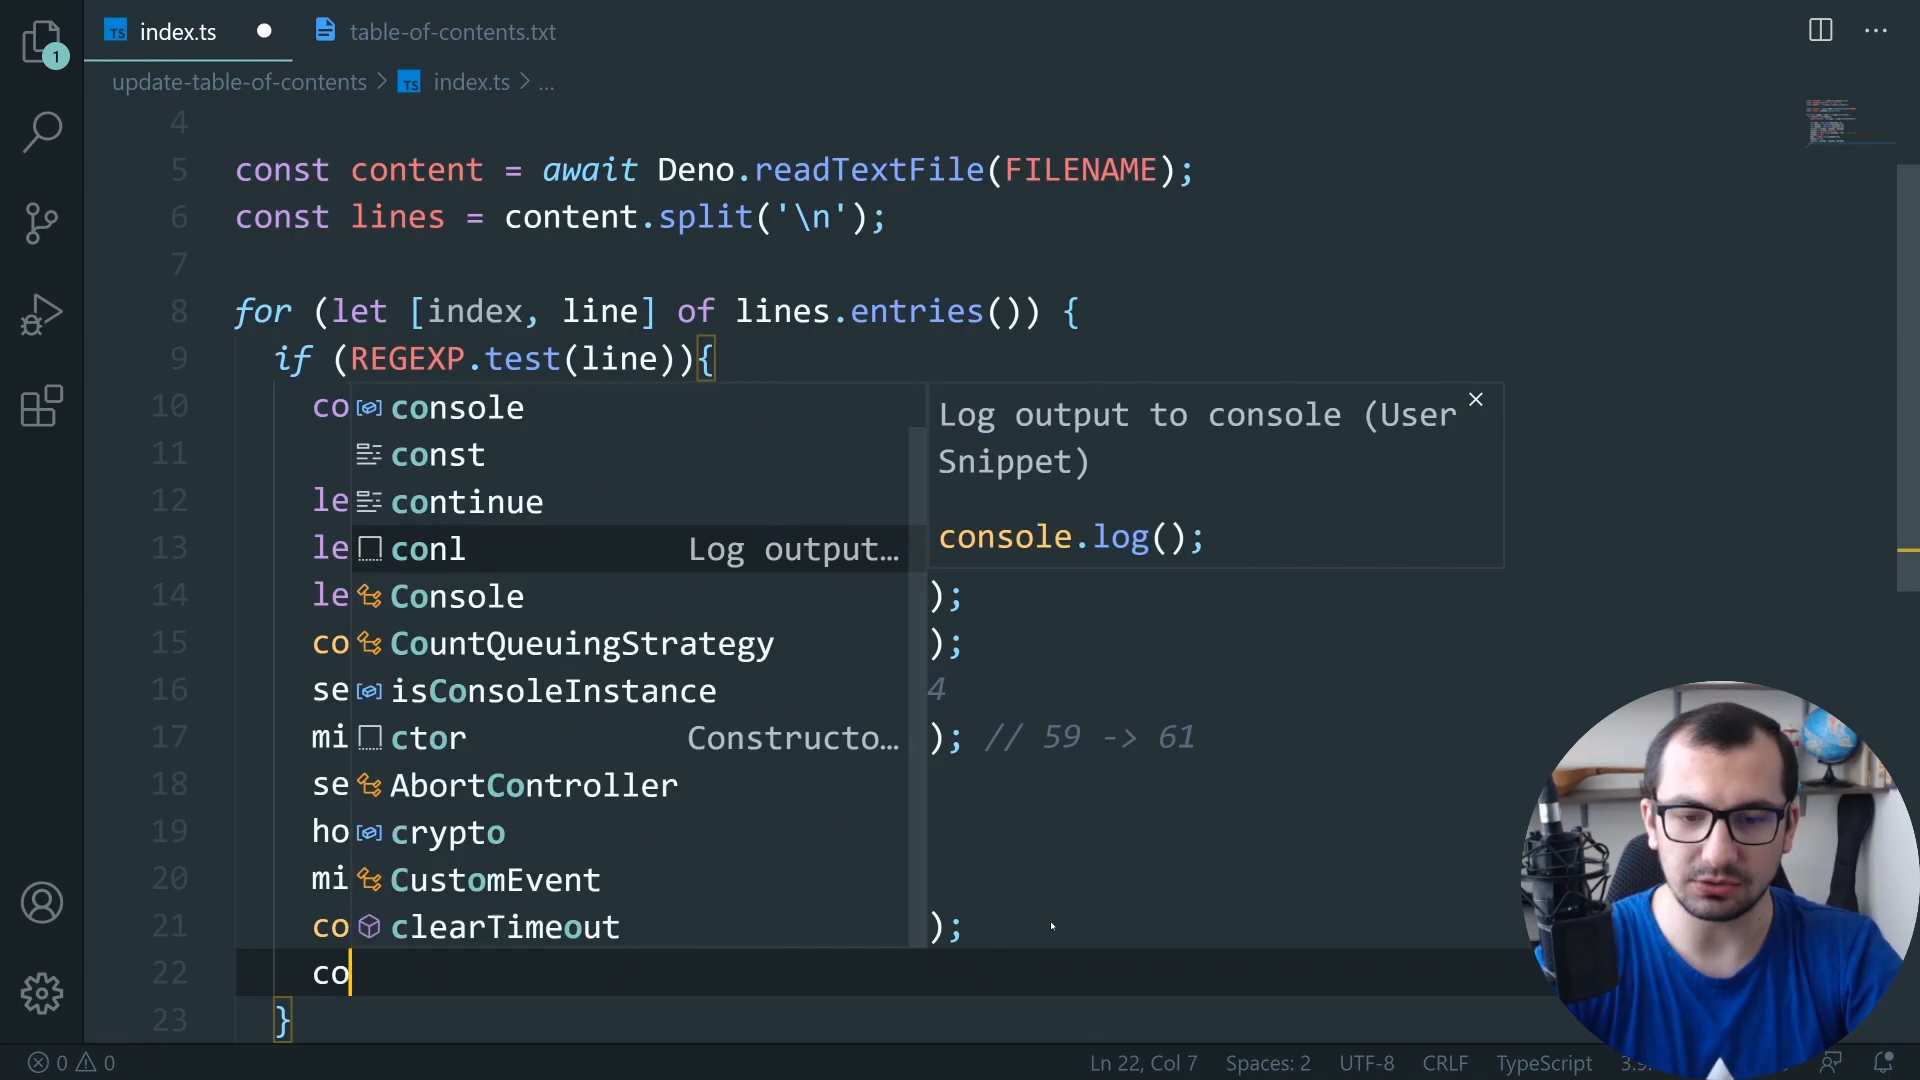 TS index.ts table-of-contents.txt
1
update-table-of-contents > TS index.ts > ...
4
5 const content = await Deno.readTextFile(FILENAME);
6 const lines = content.split('\n');
7
8 for (let [index, line] of lines.entries()) {
9 if (REGEXP.test(line)){
10 co console Log output to console (User
11 const Snippet)
12 le continue
13 le conl Log output… console.log();
14 le Console );
15 co CountQueuingStrategy );
16 se isConsoleInstance 4
17 mi ctor Constructo… ); // 59 -> 61
18 se AbortController
19 ho crypto
20 mi CustomEvent
21 co clearTimeout );
22 co
23 }
0 0 Ln 22, Col 7 Spaces: 2 UTF-8 CRLF TypeScript